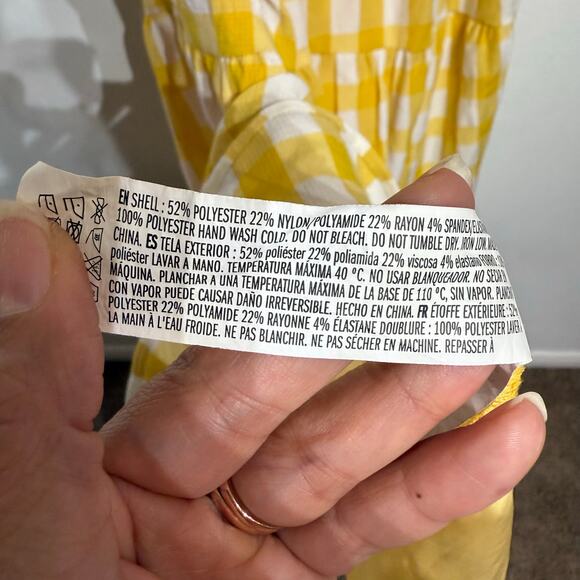 EN SHELL : 52% POLYESTER 22% NYLON/POLYAMIDE 22% RAYON 4% SPANDEX/
100% POLYESTER HAND WASH COLD. DO NOT BLEACH. DO NOT TUMBLE DRY. IRON LOW.
CHINA. ES TELA EXTERIOR : 52% poliéster 22% poliamida 22% viscosa 4% elastano
poliéster LAVAR A MANO. TEMPERATURA MÁXIMA 40 °C. NO USAR BLANQUEADOR. NO SECAR
MÁQUINA. PLANCHAR A UNA TEMPERATURA MÁXIMA DE LA BASE DE 110 °C, SIN VAPOR. PLANCHAR
CON VAPOR PUEDE CAUSAR DAÑO IRREVERSIBLE. HECHO EN CHINA. FR ÉTOFFE EXTÉRIEURE : 52%
POLYESTER 22% POLYAMIDE 22% RAYONNE 4% ÉLASTANE DOUBLURE : 100% POLYESTER LAVER
LA MAIN À L'EAU FROIDE. NE PAS BLANCHIR. NE PAS SÉCHER EN MACHINE. REPASSER À